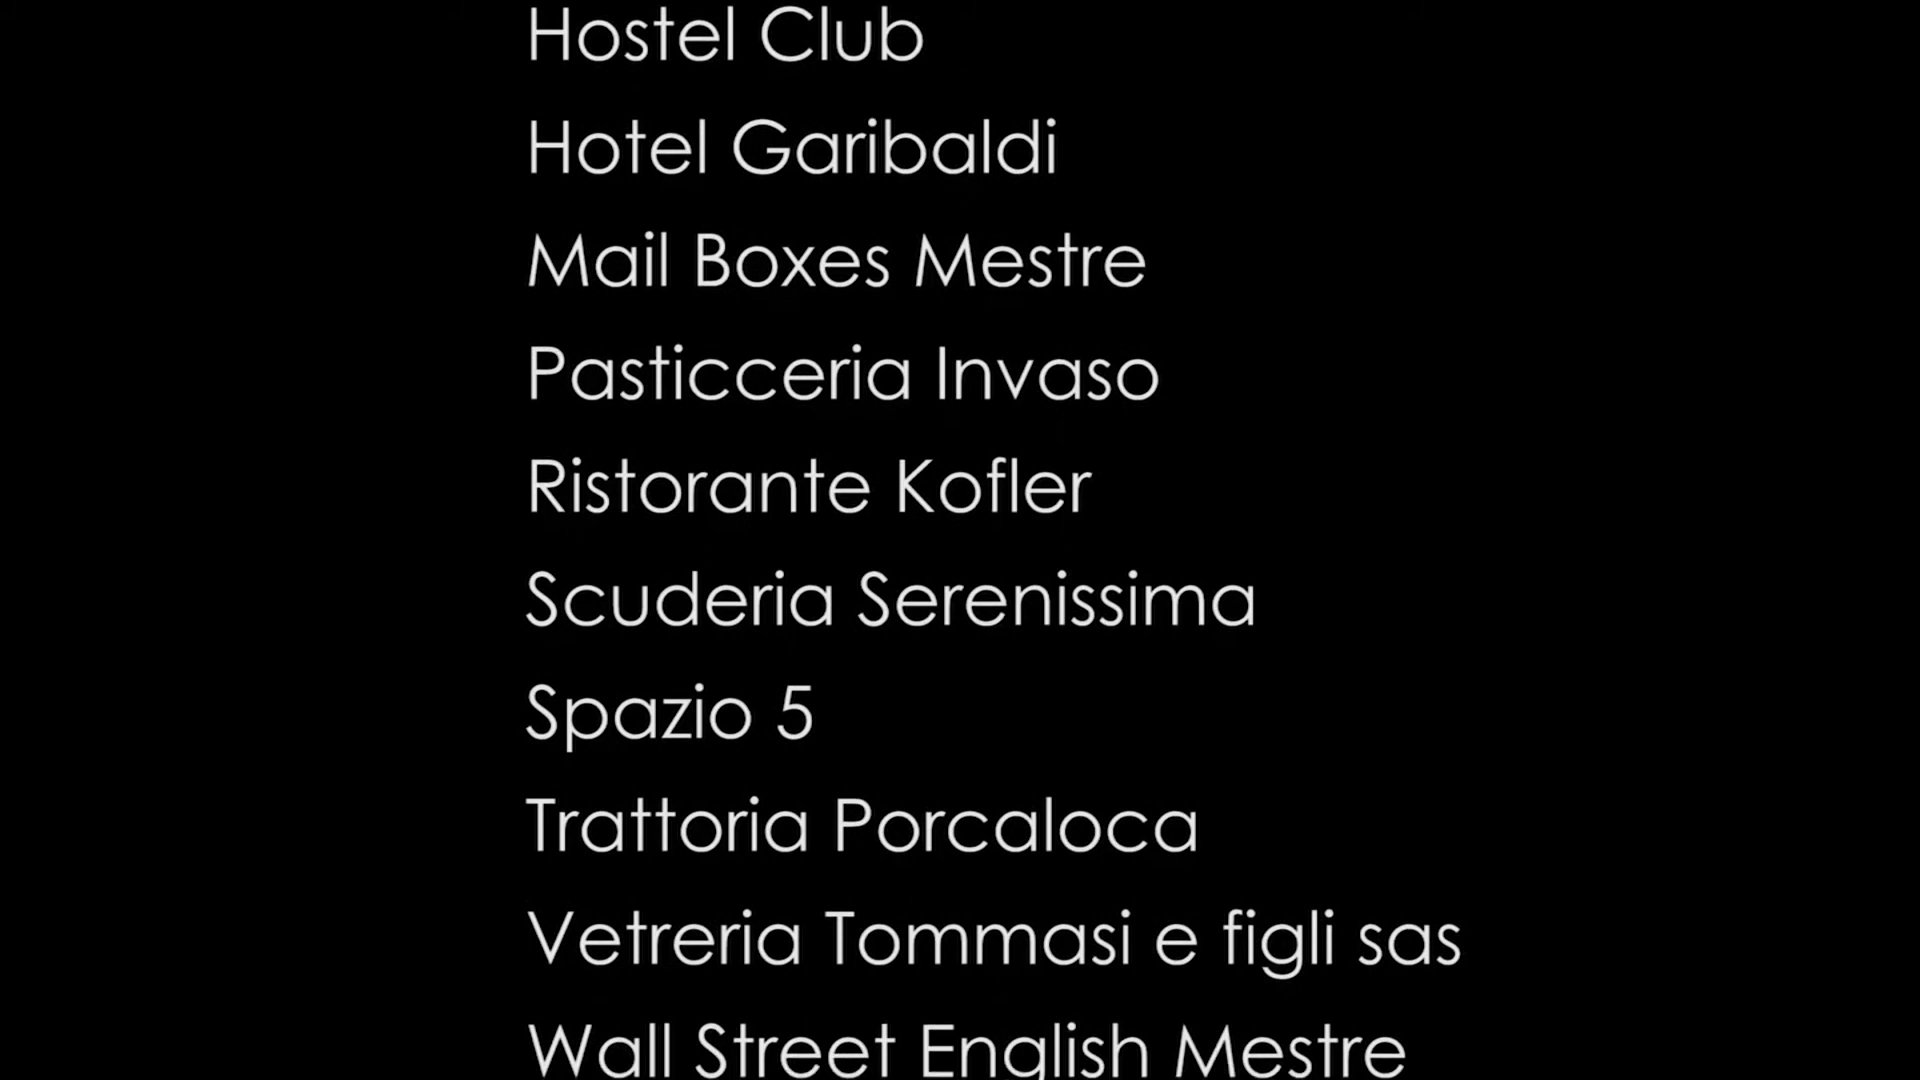 Hostel Club
Hotel Garibaldi
Mail Boxes Mestre
Pasticceria Invaso
Ristorante Kofler
Scuderia Serenissima
Spazio 5
Trattoria Porcaloca
Vetreria Tommasi e figli sas
Wall Street English Mestre